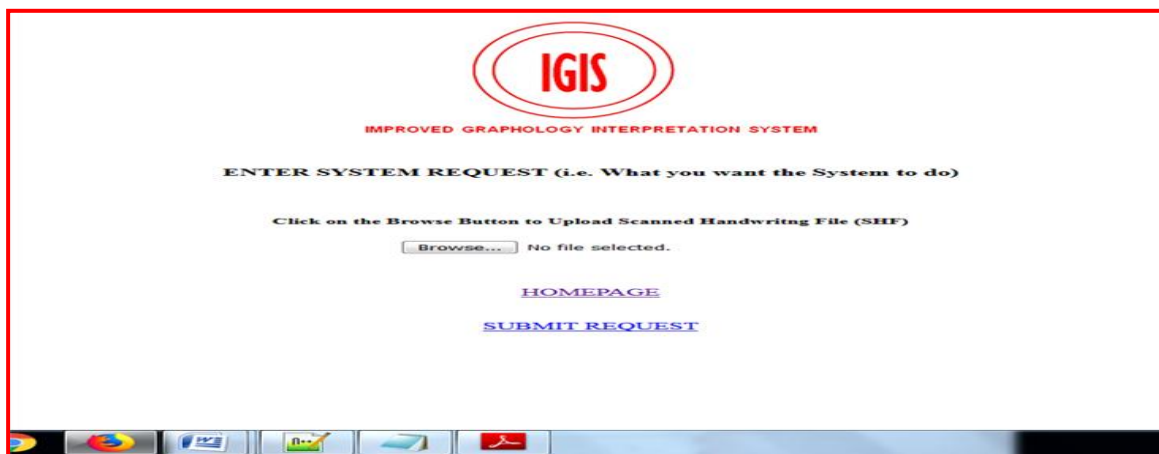 IGIS
IMPROVED GRAPHOLOGY INTERPRETATION SYSTEM
ENTER SYSTEM REQUEST (i.e. What you want the System to do)
Click on the Browse Button to Upload Scanned Handwritng File (SHF)
Browse... No file selected.
HOMEPAGE
SUBMIT REQUEST